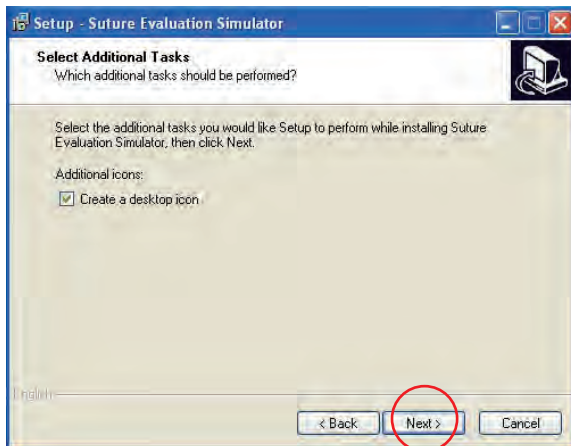 Setup - Suture Evaluation Simulator
Select Additional Tasks
Which additional tasks should be performed?
Select the additional tasks you would like Setup to perform while installing Suture
Evaluation Simulator, then click Next.
Additional icons:
Create a desktop icon
English
< Back
Next >
Cancel